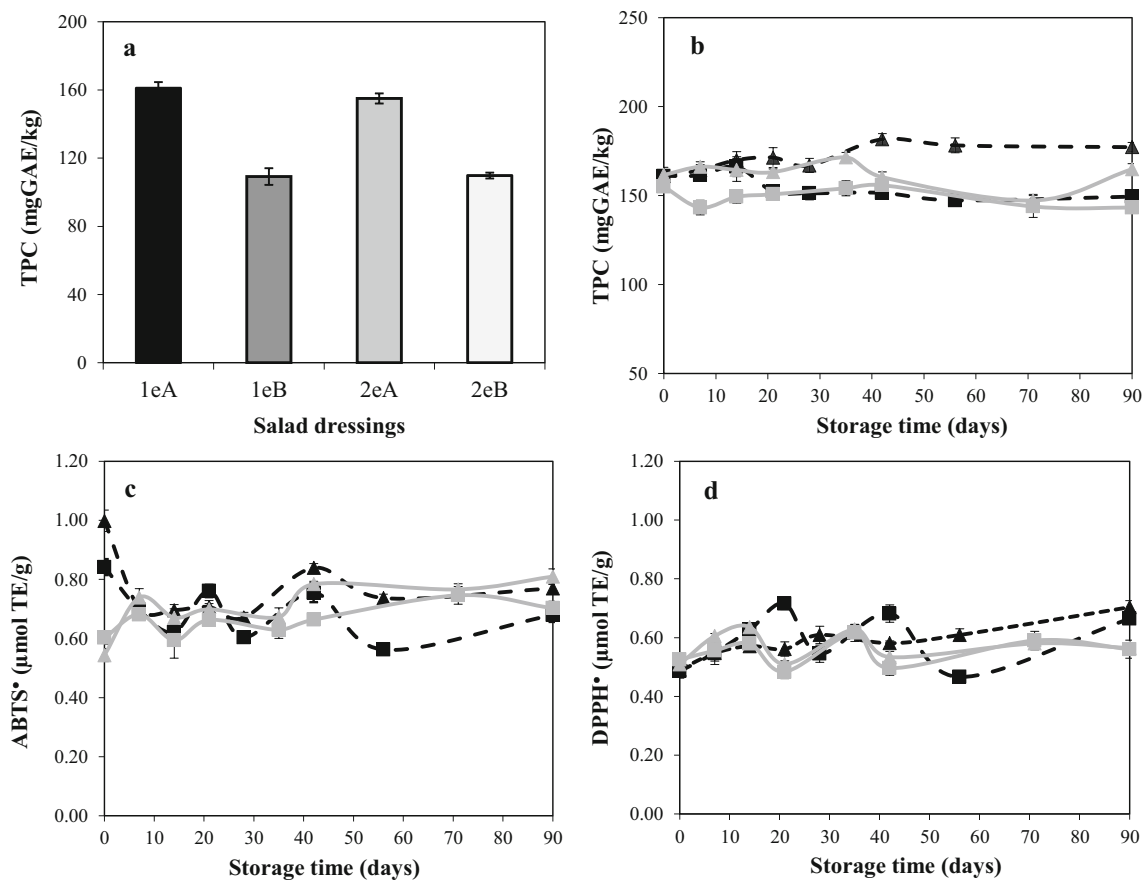 a
TPC (mgGAE/kg)
200
160
120
80
40
0
1eA 1eB 2eA 2eB
Salad dressings
b
TPC (mgGAE/kg)
250
200
150
100
50
0 10 20 30 40 50 60 70 80 90
Storage time (days)
c
ABTS• (µmol TE/g)
1.20
1.00
0.80
0.60
0.40
0.20
0.00
0 10 20 30 40 50 60 70 80 90
Storage time (days)
d
DPPH• (µmol TE/g)
1.20
1.00
0.80
0.60
0.40
0.20
0.00
0 10 20 30 40 50 60 70 80 90
Storage time (days)